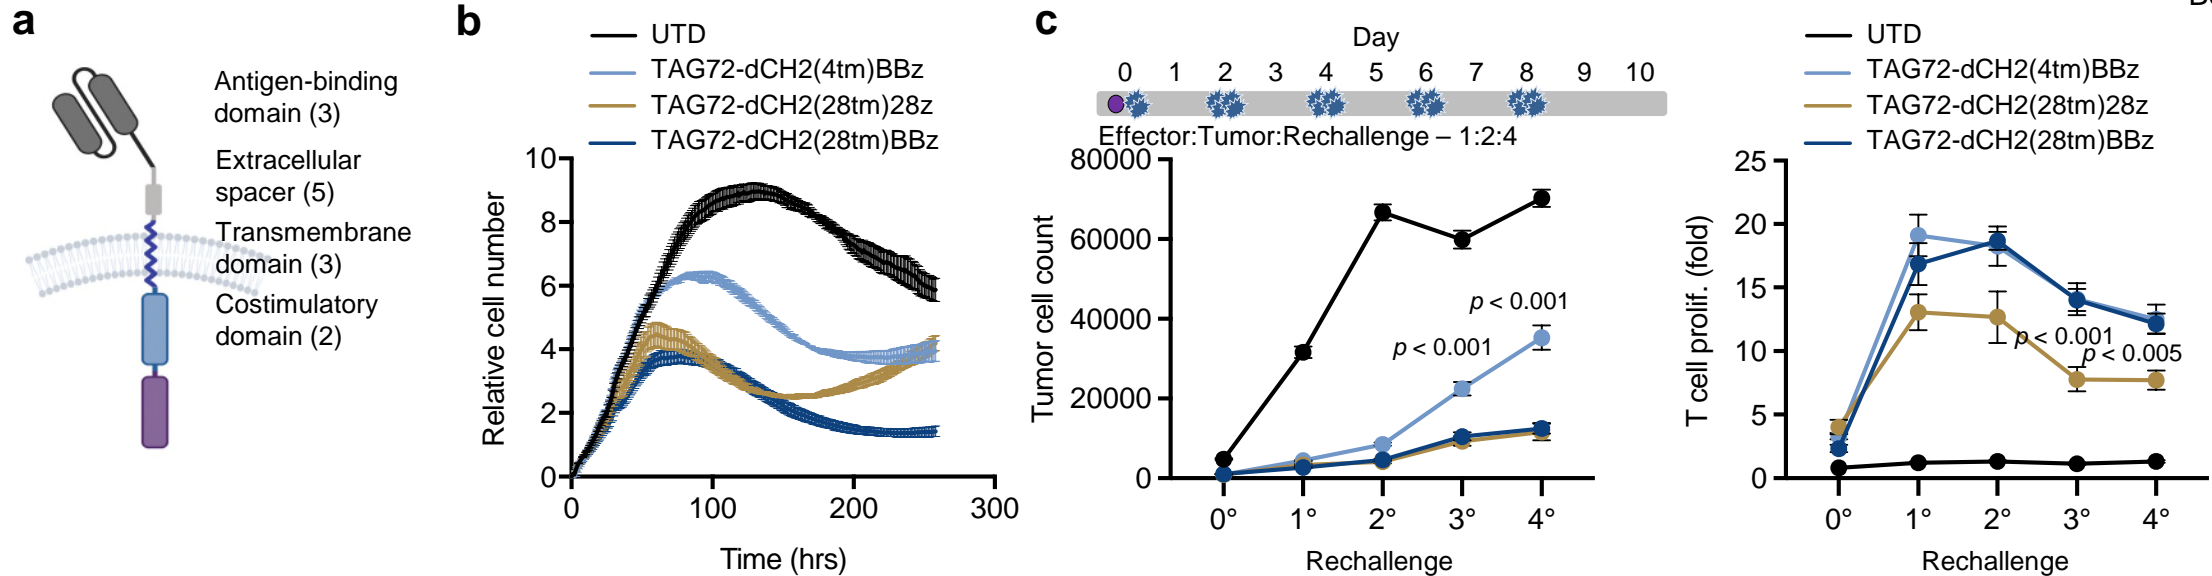 a
Antigen-binding
domain (3)
Extracellular
spacer (5)
Transmembrane
domain (3)
Costimulatory
domain (2)
b
UTD
TAG72-dCH2(4tm)BBz
TAG72-dCH2(28tm)28z
TAG72-dCH2(28tm)BBz
Relative cell number
10
8
6
4
2
0
0 100 200 300
Time (hrs)
c
Day
0 1 2 3 4 5 6 7 8 9 10
Effector:Tumor:Rechallenge – 1:2:4
Tumor cell count
80000
60000
40000
20000
0
p < 0.001
p < 0.001
0° 1° 2° 3° 4°
Rechallenge
UTD
TAG72-dCH2(4tm)BBz
TAG72-dCH2(28tm)28z
TAG72-dCH2(28tm)BBz
T cell prolif. (fold)
25
20
15
10
5
0
p < 0.001
p < 0.005
0° 1° 2° 3° 4°
Rechallenge